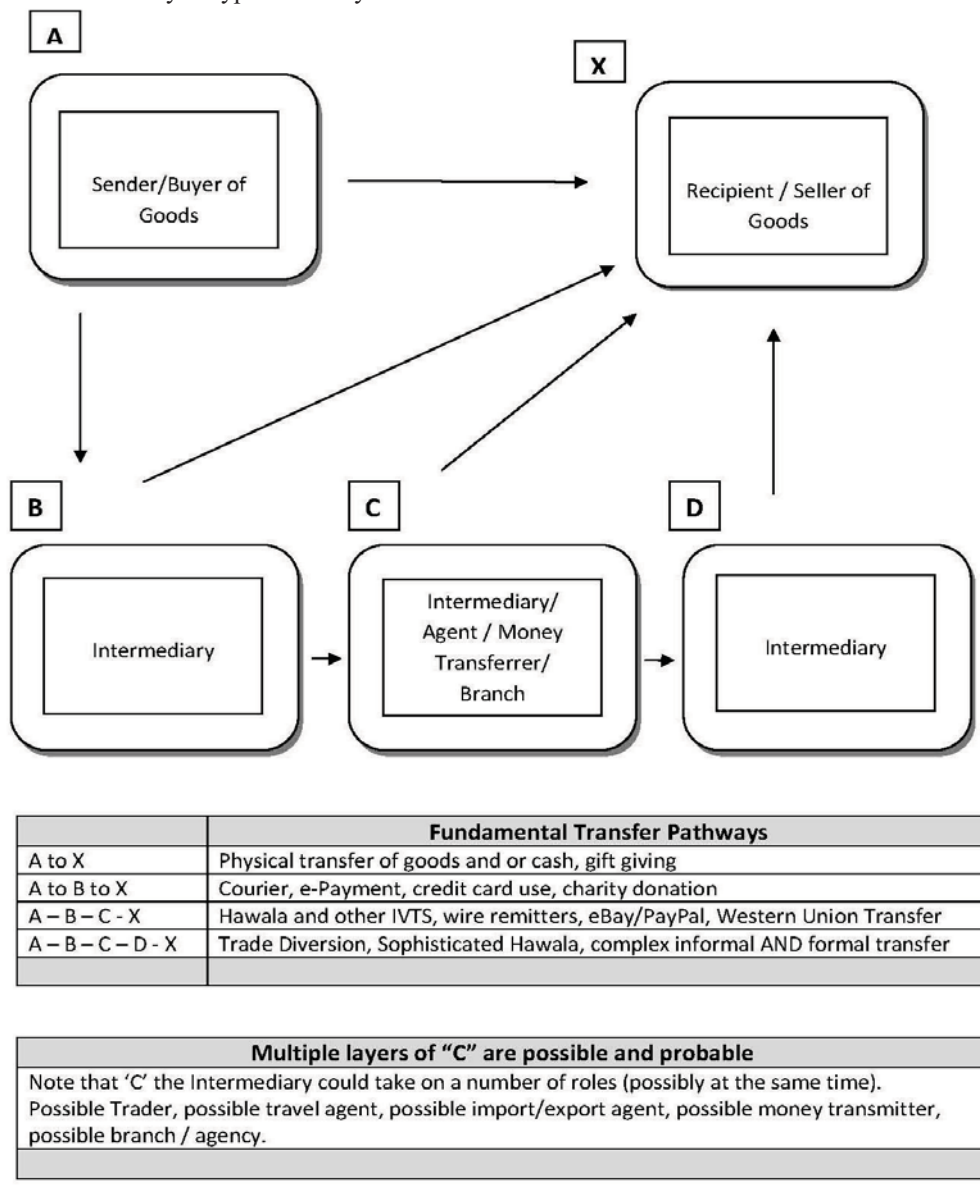 A
X
Sender/Buyer of
Goods
Recipient / Seller of
Goods
B
C
D
Intermediary
Intermediary/
Agent / Money
Transferrer/
Branch
Intermediary
Fundamental Transfer Pathways
A to X Physical transfer of goods and or cash, gift giving
A to B to X Courier, e-Payment, credit card use, charity donation
A – B – C - X Hawala and other IVTS, wire remitters, eBay/PayPal, Western Union Transfer
A – B – C – D - X Trade Diversion, Sophisticated Hawala, complex informal AND formal transfer
Multiple layers of “C” are possible and probable
Note that ‘C’ the Intermediary could take on a number of roles (possibly at the same time).
Possible Trader, possible travel agent, possible import/export agent, possible money transmitter,
possible branch / agency.